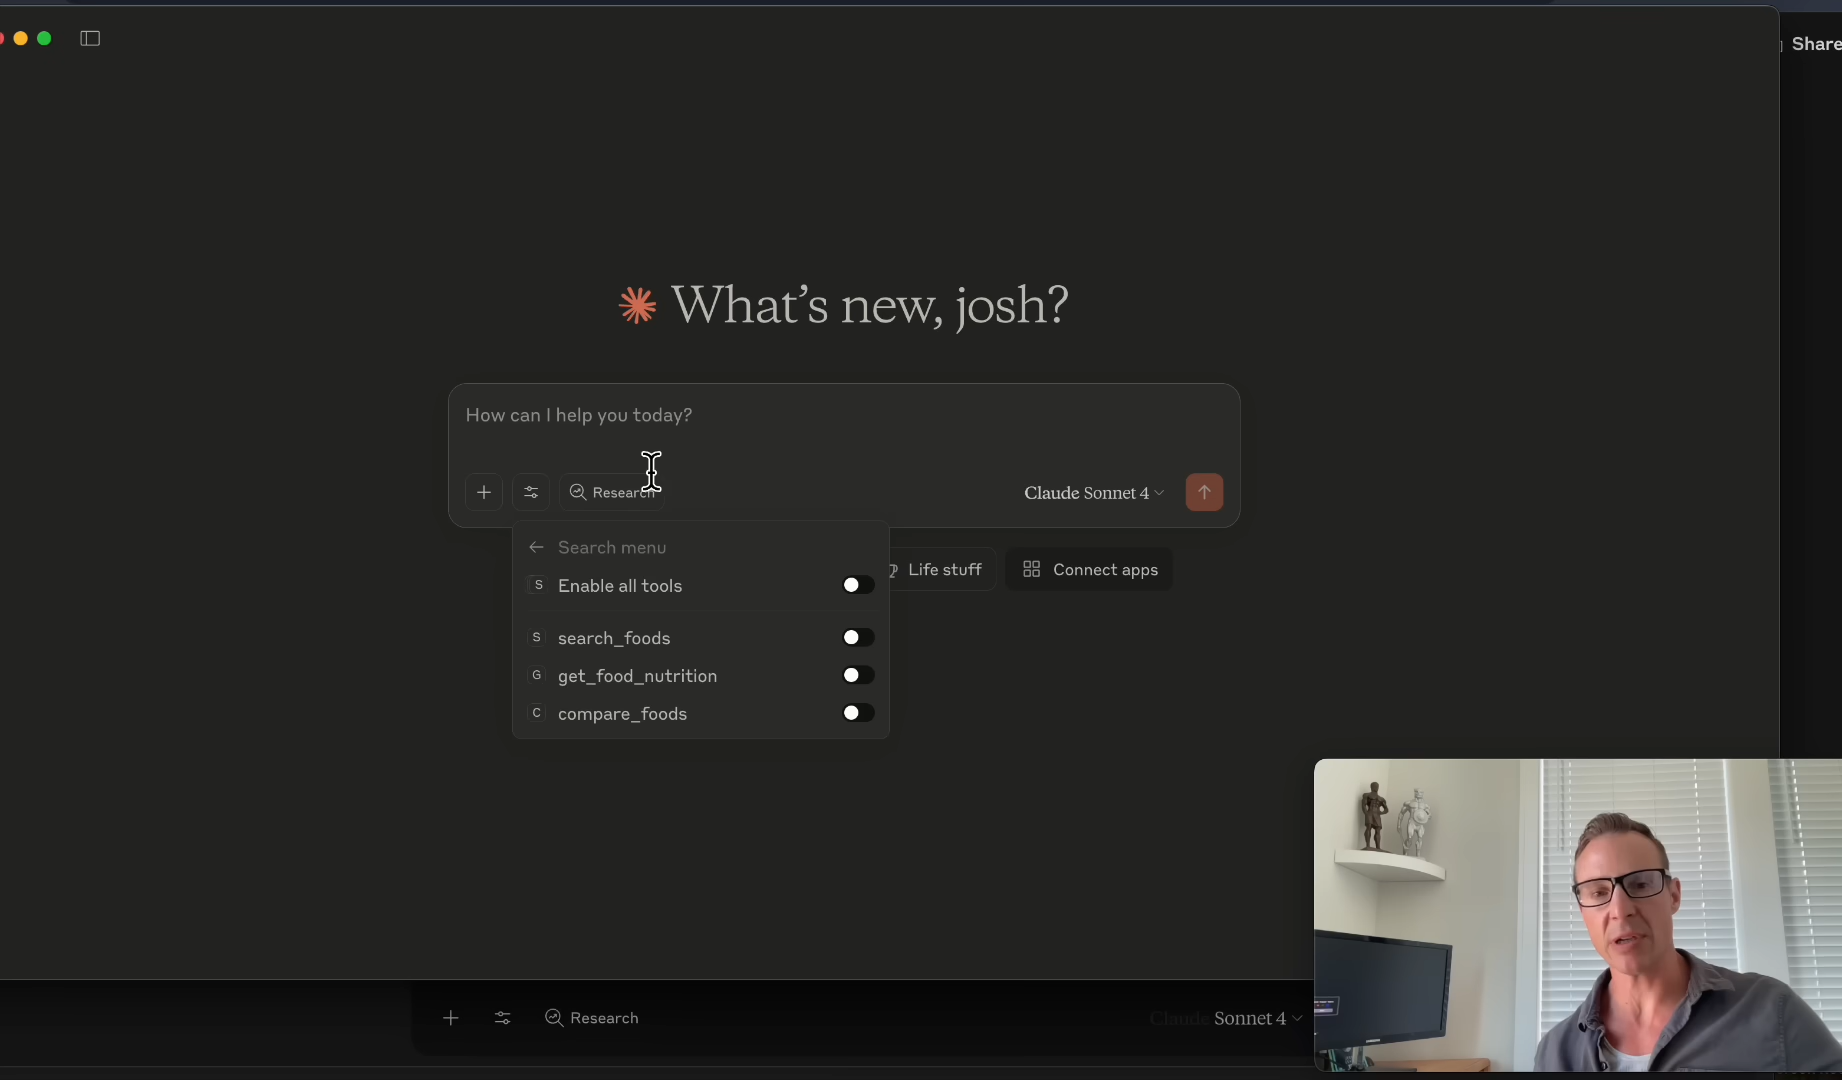 Share
What's new, josh?
How can I help you today?
Research
Claude Sonnet 4
Search menu
S Enable all tools
Life stuff
Connect apps
S search_foods
G get_food_nutrition
C compare_foods
Research
Claude Sonnet 4